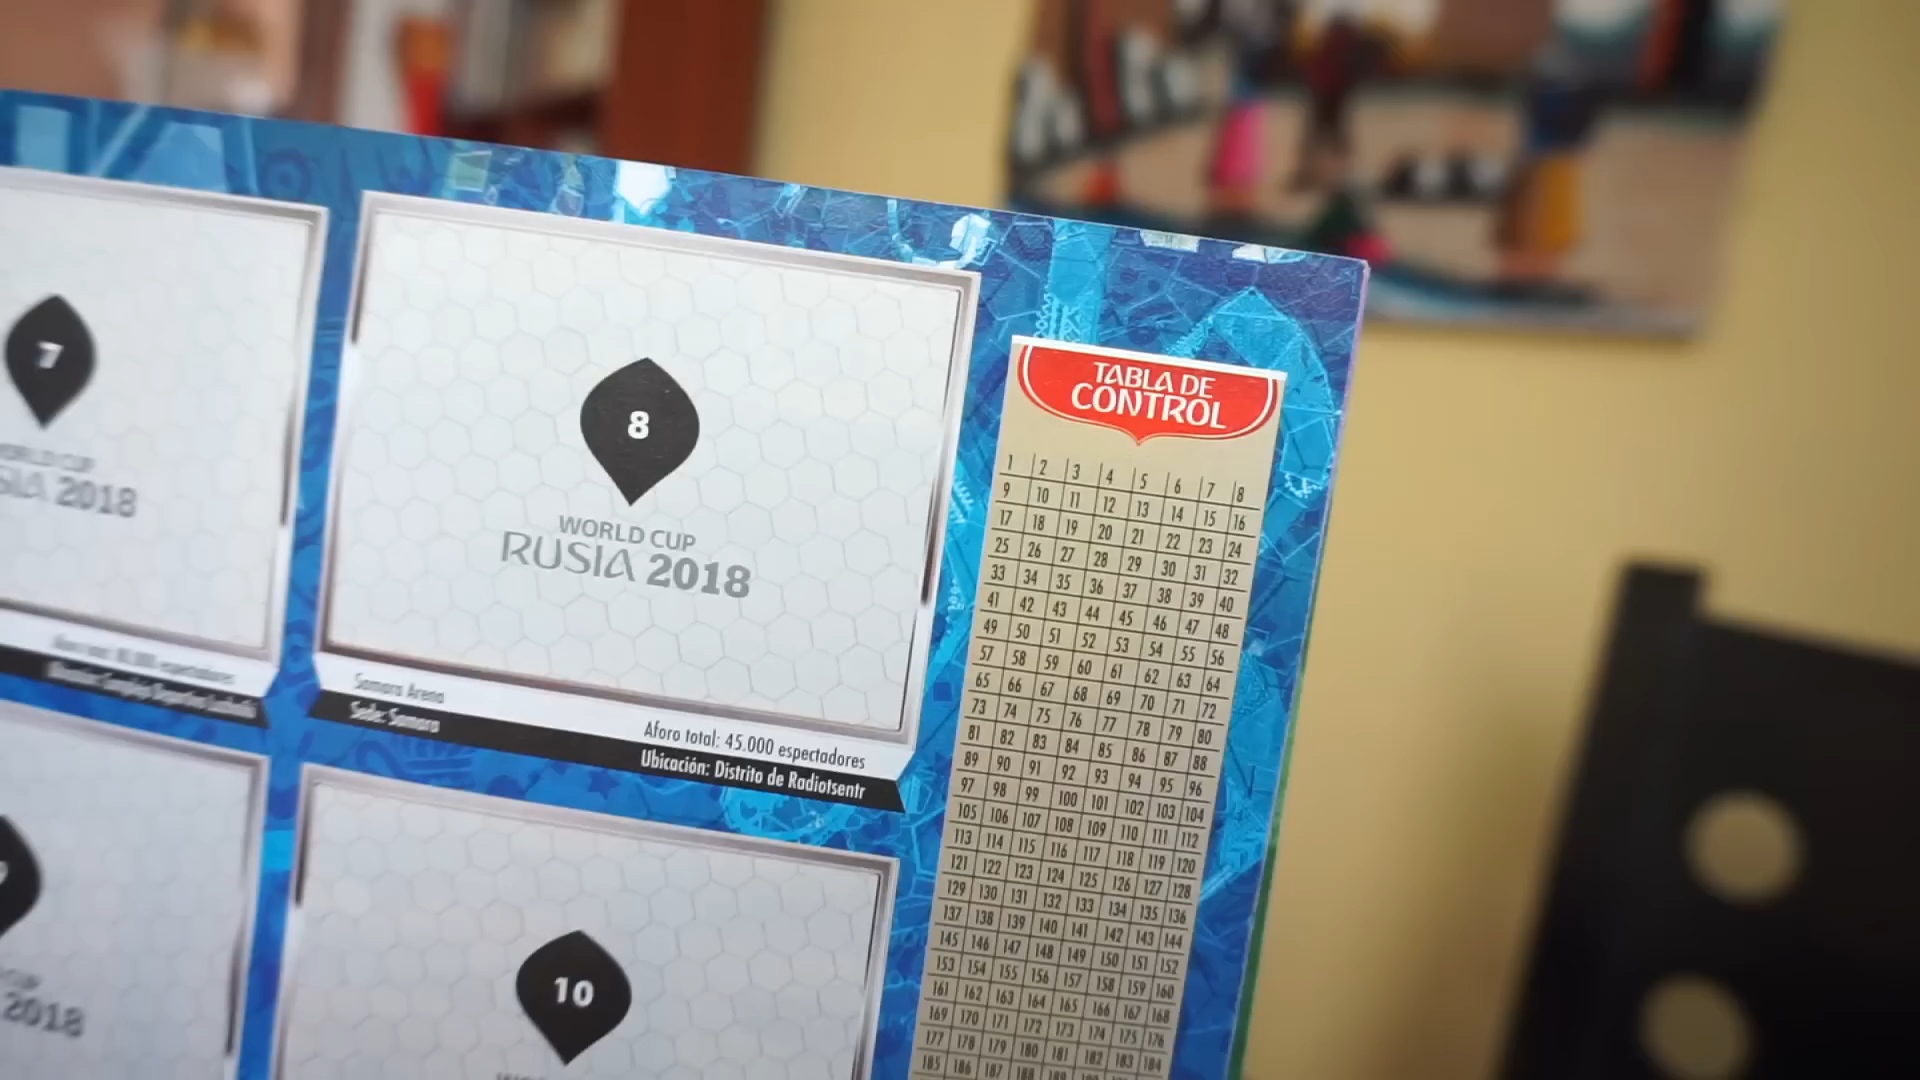 7
WORLD CUP
SIA 2018
8
WORLD CUP
RUSIA 2018
Samara Arena
Sede: Samara
Aforo total: 45.000 espectadores
Ubicación: Distrito de Radiotsentr
10
CUP
2018
TABLA DE
CONTROL
1 2 3 4 5 6 7 8
9 10 11 12 13 14 15 16
17 18 19 20 21 22 23 24
25 26 27 28 29 30 31 32
33 34 35 36 37 38 39 40
41 42 43 44 45 46 47 48
49 50 51 52 53 54 55 56
57 58 59 60 61 62 63 64
65 66 67 68 69 70 71 72
73 74 75 76 77 78 79 80
81 82 83 84 85 86 87 88
89 90 91 92 93 94 95 96
97 98 99 100 101 102 103 104
105 106 107 108 109 110 111 112
113 114 115 116 117 118 119 120
121 122 123 124 125 126 127 128
129 130 131 132 133 134 135 136
137 138 139 140 141 142 143 144
145 146 147 148 149 150 151 152
153 154 155 156 157 158 159 160
161 162 163 164 165 166 167 168
169 170 171 172 173 174 175 176
177 178 179 180 181 182 183 184
185 186 187 188 189